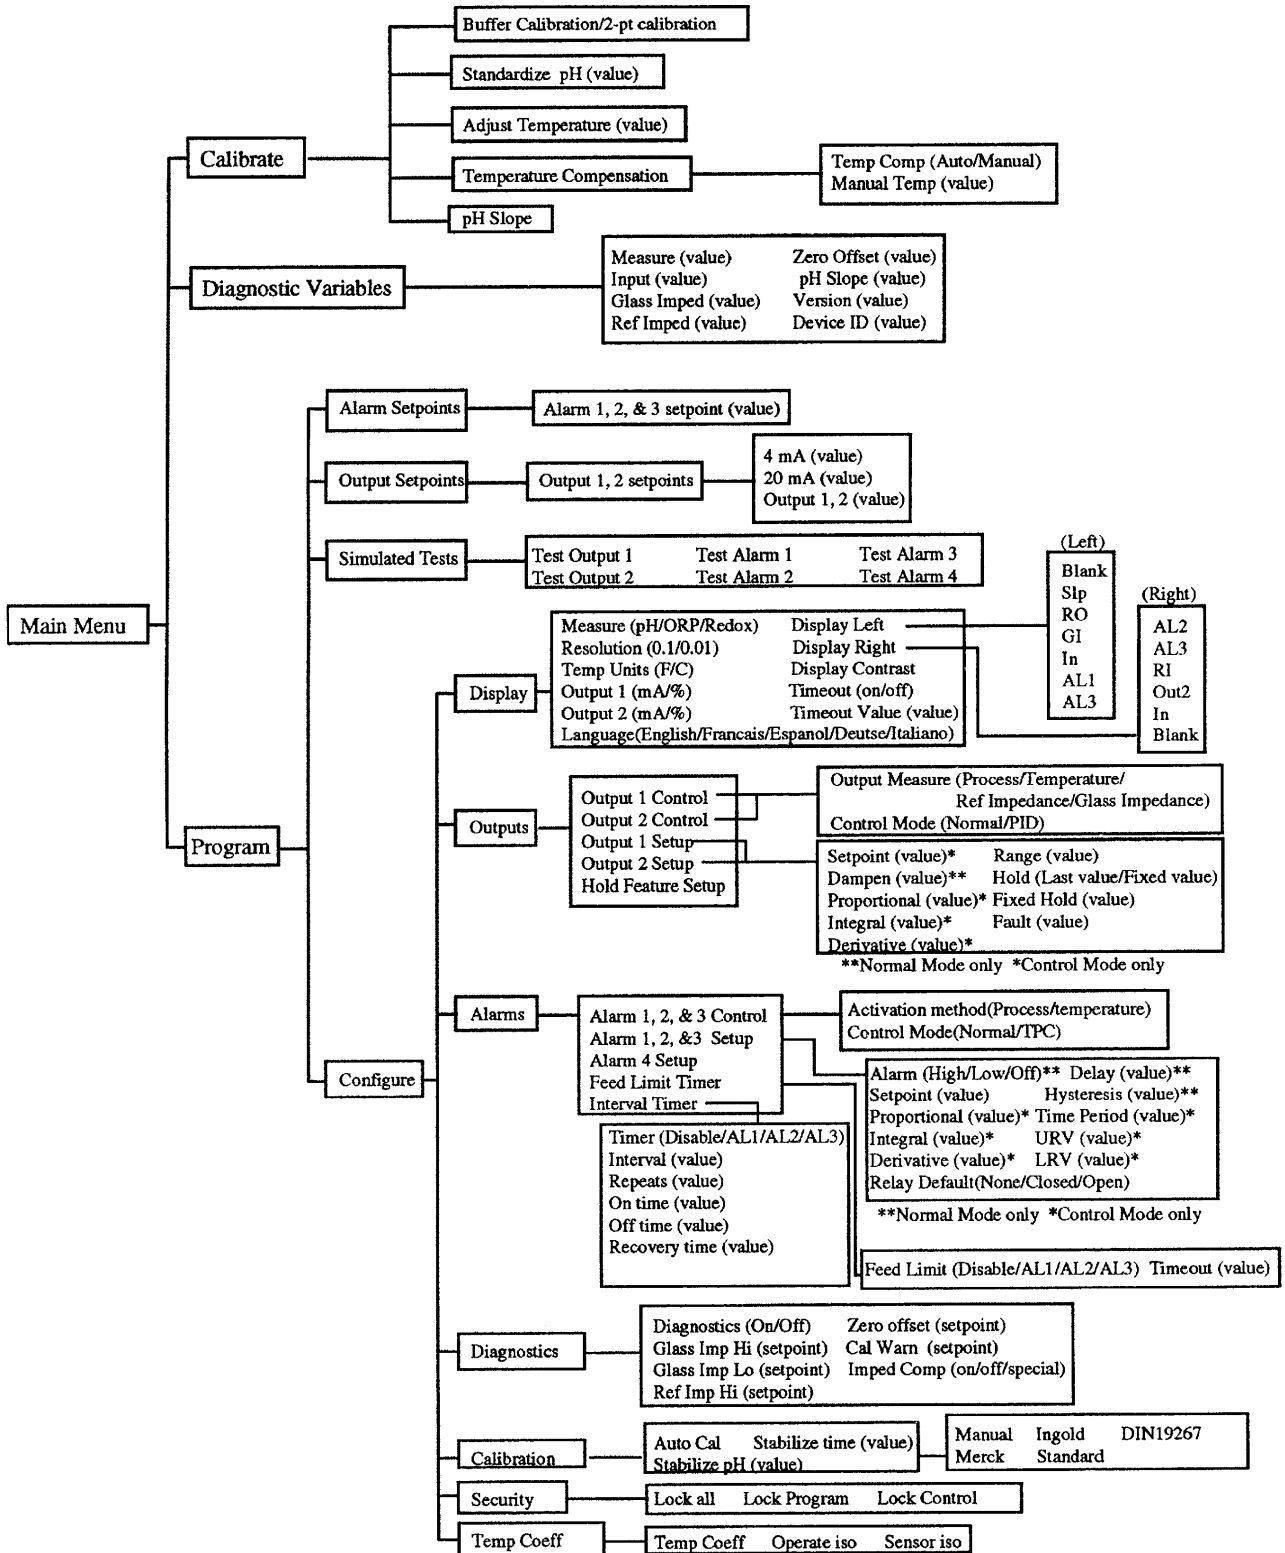 Buffer Calibration/2-pt calibration
Standardize pH (value)
Adjust Temperature (value)
Calibrate
Temperature Compensation
Temp Comp (Auto/Manual)
Manual Temp (value)
pH Slope
Diagnostic Variables
Measure (value) Zero Offset (value)
Input (value) pH Slope (value)
Glass Imped (value) Version (value)
Ref Imped (value) Device ID (value)
Alarm Setpoints
Alarm 1, 2, & 3 setpoint (value)
Output Setpoints
Output 1, 2 setpoints
4 mA (value)
20 mA (value)
Output 1, 2 (value)
Simulated Tests
Test Output 1 Test Alarm 1 Test Alarm 3
Test Output 2 Test Alarm 2 Test Alarm 4
(Left)
Blank
Slp
RO
GI
In
AL1
AL3
(Right)
AL2
AL3
RI
Out2
In
Blank
Main Menu
Display
Measure (pH/ORP/Redox) Display Left
Resolution (0.1/0.01) Display Right
Temp Units (F/C) Display Contrast
Output 1 (mA/%) Timeout (on/off)
Output 2 (mA/%) Timeout Value (value)
Language(English/Francais/Espanol/Deutse/Italiano)
Program
Outputs
Output 1 Control
Output 2 Control
Output 1 Setup
Output 2 Setup
Hold Feature Setup
Output Measure (Process/Temperature/
Ref Impedance/Glass Impedance)
Control Mode (Normal/PID)
Setpoint (value)* Range (value)
Dampen (value)** Hold (Last value/Fixed value)
Proportional (value)* Fixed Hold (value)
Integral (value)* Fault (value)
Derivative (value)*
**Normal Mode only *Control Mode only
Alarms
Alarm 1, 2, & 3 Control
Alarm 1, 2, &3 Setup
Alarm 4 Setup
Feed Limit Timer
Interval Timer
Activation method(Process/temperature)
Control Mode(Normal/TPC)
Configure
Alarm (High/Low/Off)** Delay (value)**
Setpoint (value) Hysteresis (value)**
Proportional (value)* Time Period (value)*
Integral (value)* URV (value)*
Derivative (value)* LRV (value)*
Relay Default(None/Closed/Open)
**Normal Mode only *Control Mode only
Timer (Disable/AL1/AL2/AL3)
Interval (value)
Repeats (value)
On time (value)
Off time (value)
Recovery time (value)
Feed Limit (Disable/AL1/AL2/AL3) Timeout (value)
Diagnostics
Diagnostics (On/Off) Zero offset (setpoint)
Glass Imp Hi (setpoint) Cal Warn (setpoint)
Glass Imp Lo (setpoint) Imped Comp (on/off/special)
Ref Imp Hi (setpoint)
Calibration
Auto Cal Stabilize time (value)
Stabilize pH (value)
Manual Ingold DIN19267
Merck Standard
Security
Lock all Lock Program Lock Control
Temp Coeff
Temp Coeff Operate iso Sensor iso